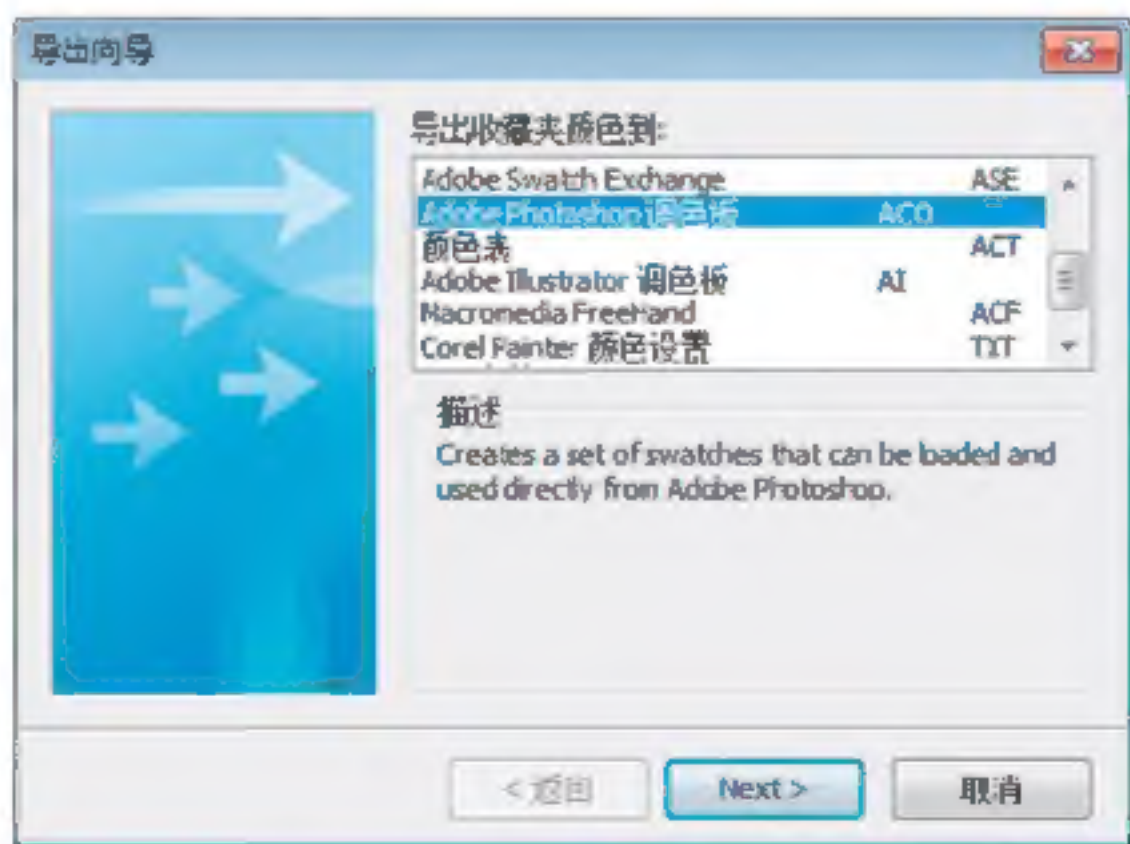 导出向导
导出收藏夹颜色到:
Adobe Swatch Exchange ASE
Adobe Photoshop 调色板 ACO
颜色表 ACT
Adobe Illustrator 调色板 AI
Macromedia FreeHand ACF
Corel Painter 颜色设置 TXT
描述
Creates a set of swatches that can be loaded and
used directly from Adobe Photoshop.
< 返回
Next >
取消